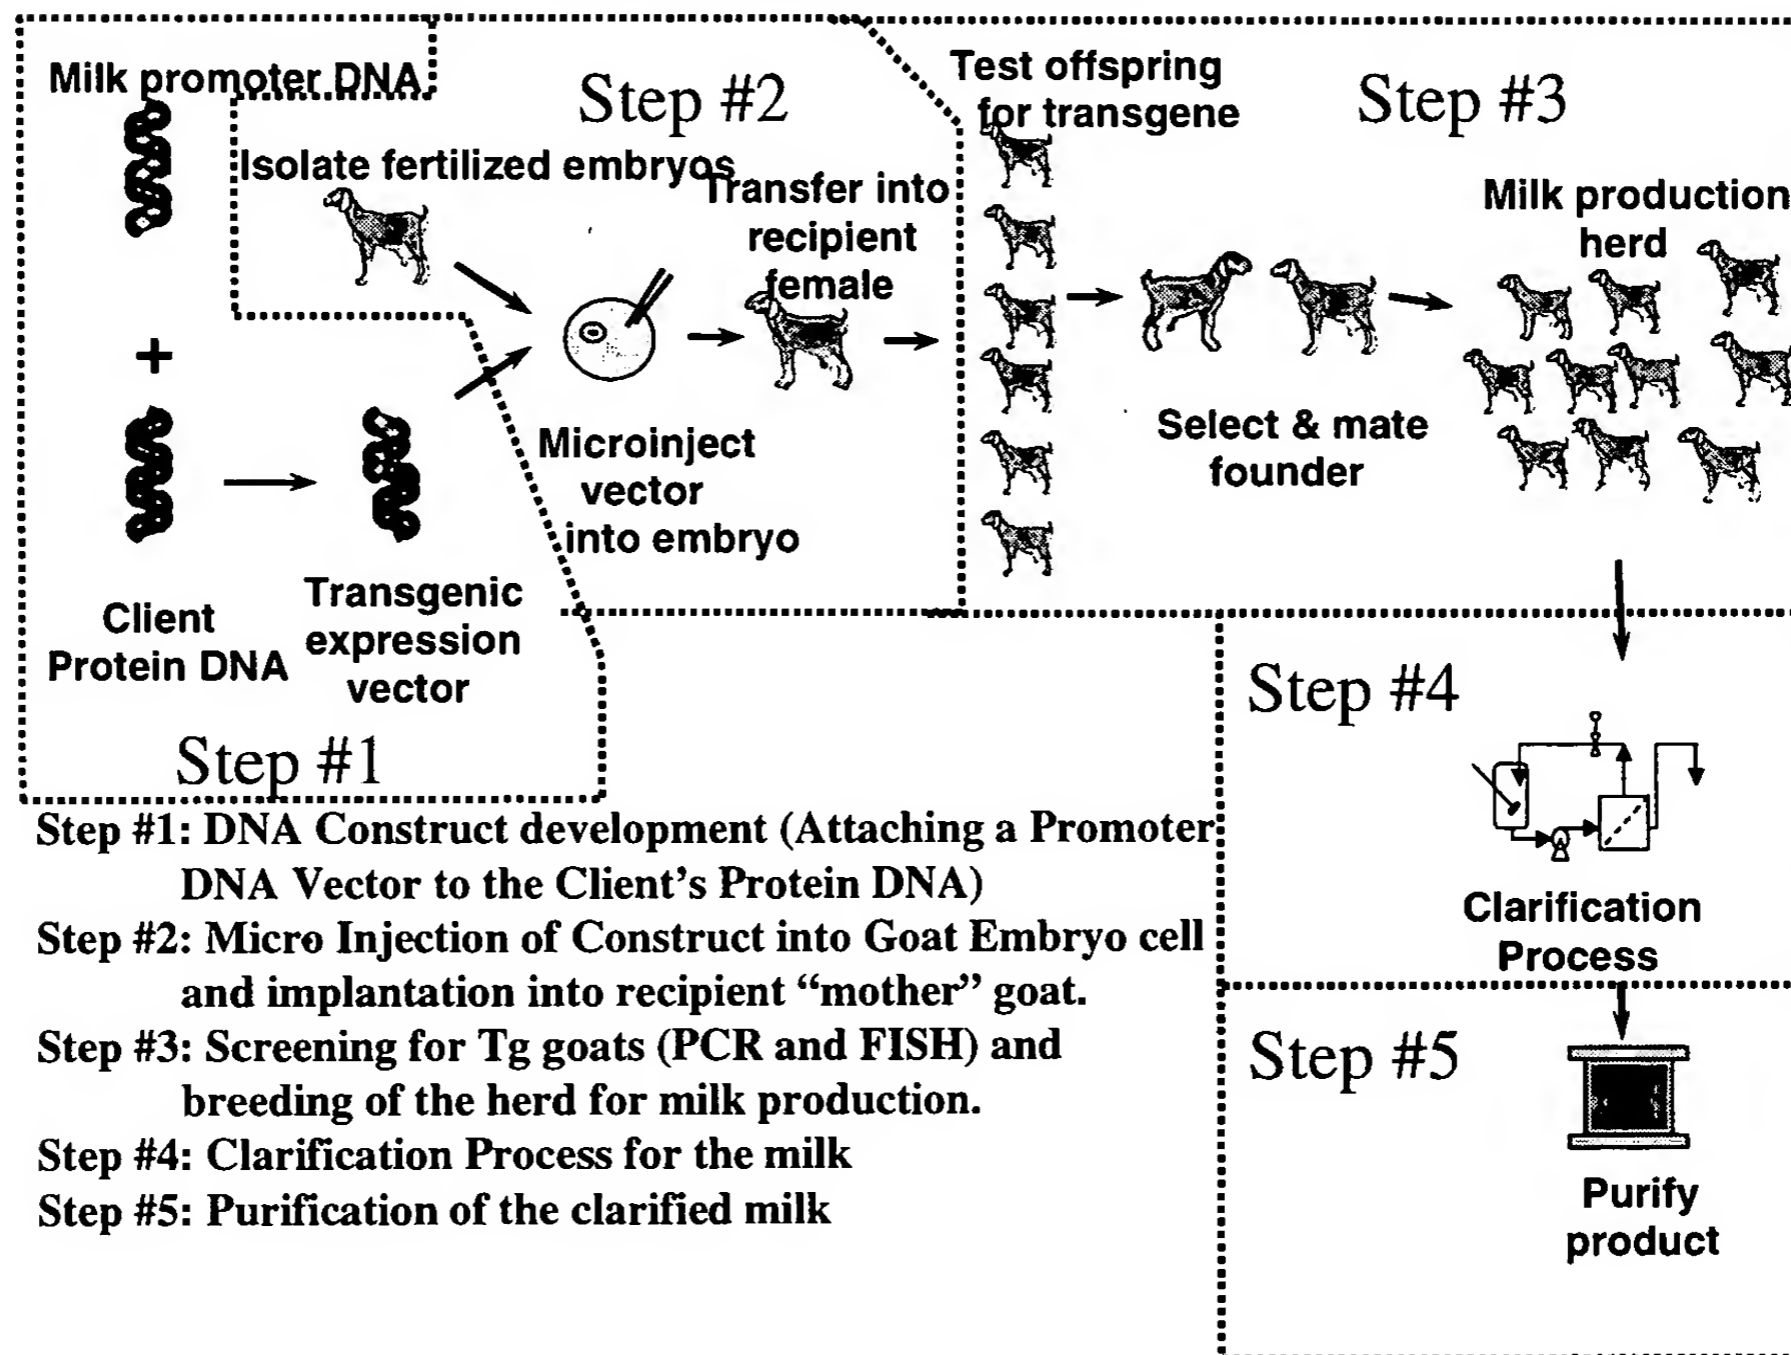 Milk promoter DNA
+
Client
Protein DNA
Transgenic
expression
vector
Step #1
Step #2
Isolate fertilized embryos
Transfer into
recipient
female
Microinject
vector
into embryo
Test offspring
for transgene
Step #3
Select & mate
founder
Milk production
herd
Step #4
Clarification
Process
Step #5
Purify
product
Step #1: DNA Construct development (Attaching a Promoter
DNA Vector to the Client’s Protein DNA)
Step #2: Micro Injection of Construct into Goat Embryo cell
and implantation into recipient “mother” goat.
Step #3: Screening for Tg goats (PCR and FISH) and
breeding of the herd for milk production.
Step #4: Clarification Process for the milk
Step #5: Purification of the clarified milk